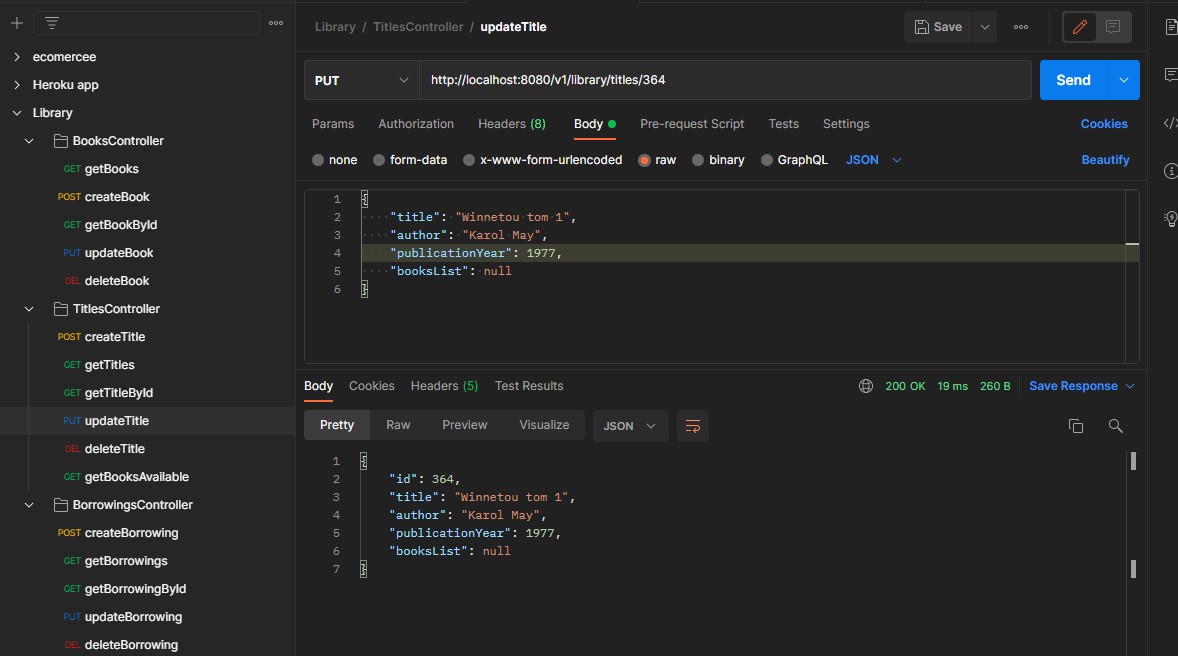 ecomercee
Heroku app
Library
BooksController
GET getBooks
POST createBook
GET getBookById
PUT updateBook
DEL deleteBook
TitlesController
POST createTitle
GET getTitles
GET getTitleById
PUT updateTitle
DEL deleteTitle
GET getBooksAvailable
BorrowingsController
POST createBorrowing
GET getBorrowings
GET getBorrowingById
PUT updateBorrowing
DEL deleteBorrowing
Library / TitlesController / updateTitle
Save
PUT http://localhost:8080/v1/library/titles/364 Send
Params Authorization Headers (8) Body Pre-request Script Tests Settings Cookies
none form-data x-www-form-urlencoded raw binary GraphQL JSON Beautify
1 {
2 "title": "Winnetou tom 1",
3 "author": "Karol May",
4 "publicationYear": 1977,
5 "booksList": null
6 }
Body Cookies Headers (5) Test Results 200 OK 19 ms 260 B Save Response
Pretty Raw Preview Visualize JSON
1 {
2 "id": 364,
3 "title": "Winnetou tom 1",
4 "author": "Karol May",
5 "publicationYear": 1977,
6 "booksList": null
7 }